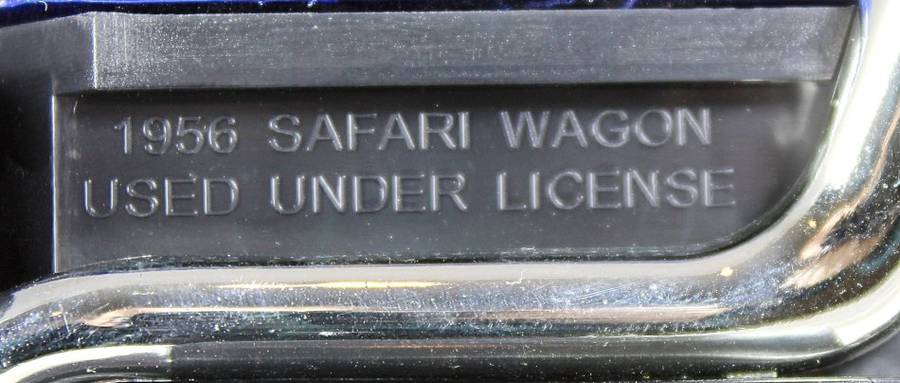 1956 SAFARI WAGON
USED UNDER LICENSE